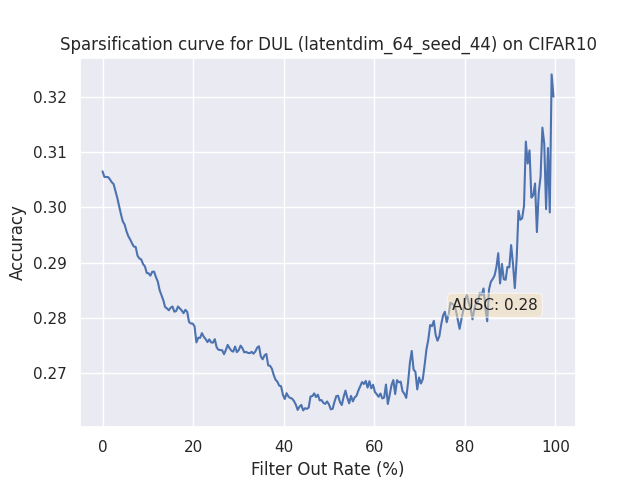 Sparsification curve for DUL (latentdim_64_seed_44) on CIFAR10
0.32
0.31
0.30
0.29
0.28
0.27
Accuracy
AUSC: 0.28
0 20 40 60 80 100
Filter Out Rate (%)